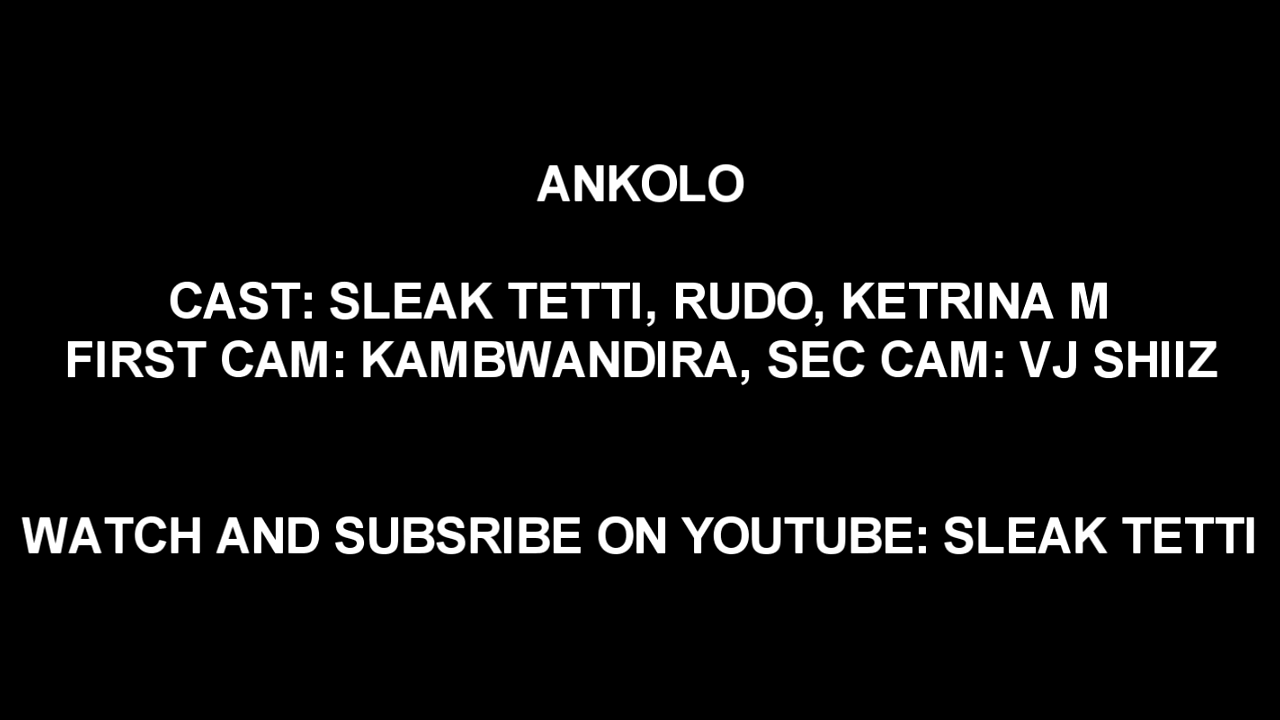 ANKOLO
CAST: SLEAK TETTI, RUDO, KETRINA M
FIRST CAM: KAMBWANDIRA, SEC CAM: VJ SHIIZ
WATCH AND SUBSRIBE ON YOUTUBE: SLEAK TETTI